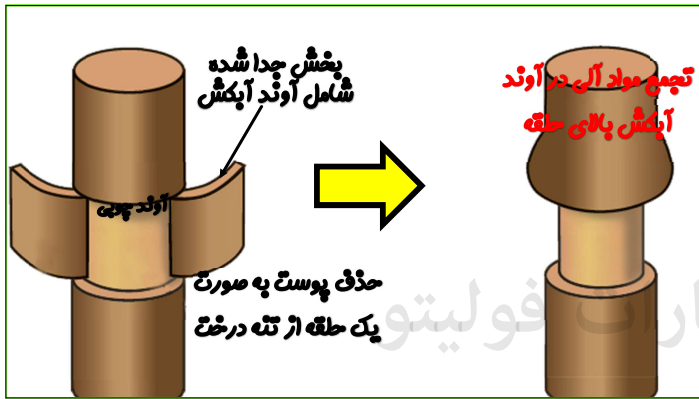 بخش جدا شده
شامل آوند آبکش
آوند چوبی
حذف پوست به صورت
یک حلقه از تنه درخت
تجمع مواد آلی در آوند
آبکش بالای حلقه
فولیتو